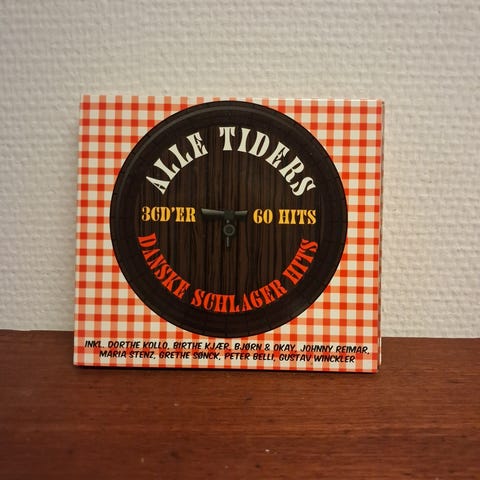 ALLE TIDERS
3CD'ER 60 HITS
DANSKE SCHLAGER HITS
INKL. DORTHE KOLLO, BIRTHE KJÆR, BJØRN & OKAY, JOHNNY REIMAR,
MARIA STENZ, GRETHE SØNCK, PETER BELLI, GUSTAV WINCKLER